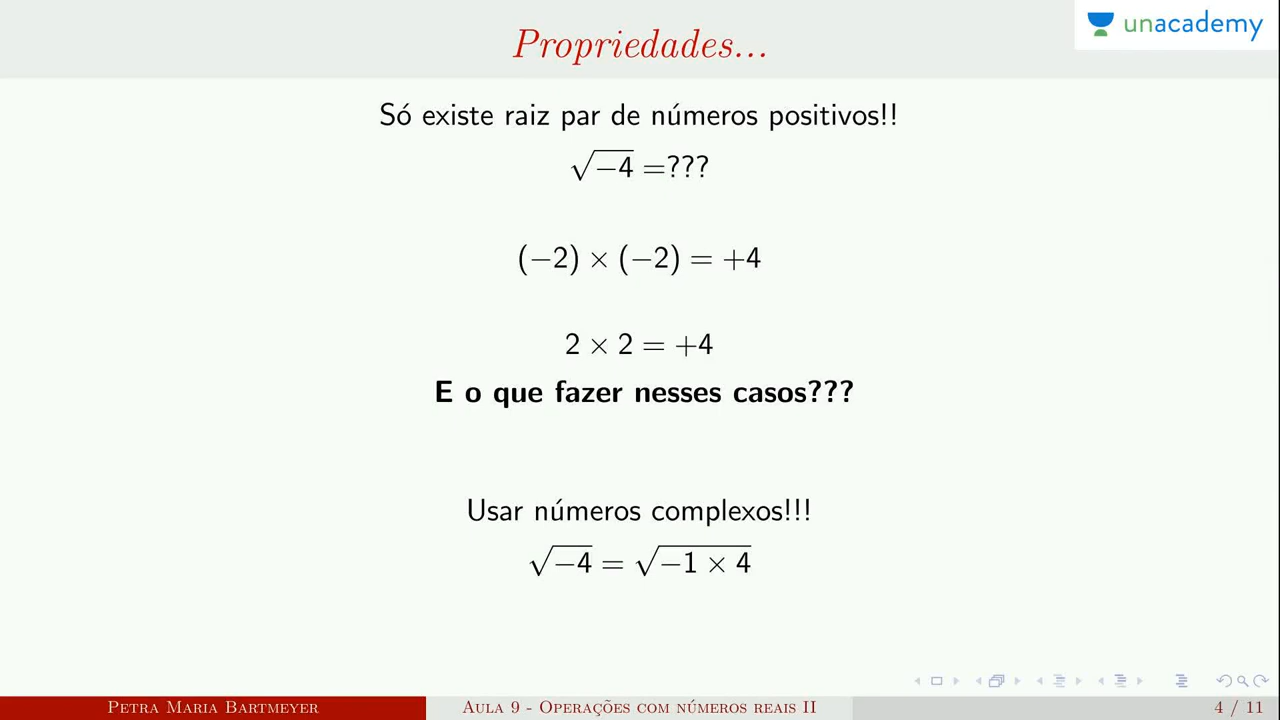 unacademy
Propriedades...
Só existe raiz par de números positivos!!
√−4 =???
(−2) × (−2) = +4
2 × 2 = +4
E o que fazer nesses casos???
Usar números complexos!!!
√−4 = √−1 × 4
Petra Maria Bartmeyer
Aula 9 - Operações com números reais II
4 / 11